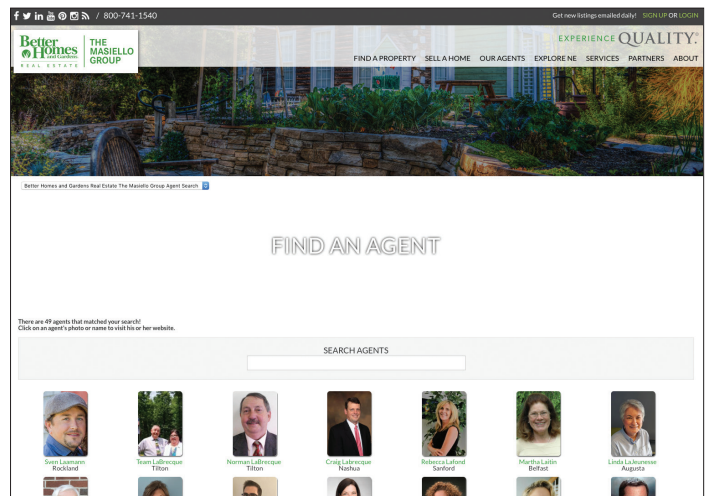 / 800-741-1540
Get new listings emailed daily! SIGN UP OR LOGIN
Better
Homes
and Gardens
REAL ESTATE
THE
MASIELLO
GROUP
EXPERIENCE QUALITY.®
FIND A PROPERTY SELL A HOME OUR AGENTS EXPLORE NE SERVICES PARTNERS ABOUT
Better Homes and Gardens Real Estate The Masiello Group Agent Search
FIND AN AGENT
There are 49 agents that matched your search!
Click on an agent's photo or name to visit his or her website.
SEARCH AGENTS
Sven Laamann
Rockland
Team LaBrecque
Tilton
Norman LaBrecque
Tilton
Craig Labrecque
Nashua
Rebecca Lafond
Sanford
Martha Laitin
Belfast
Linda LaJeunesse
Augusta